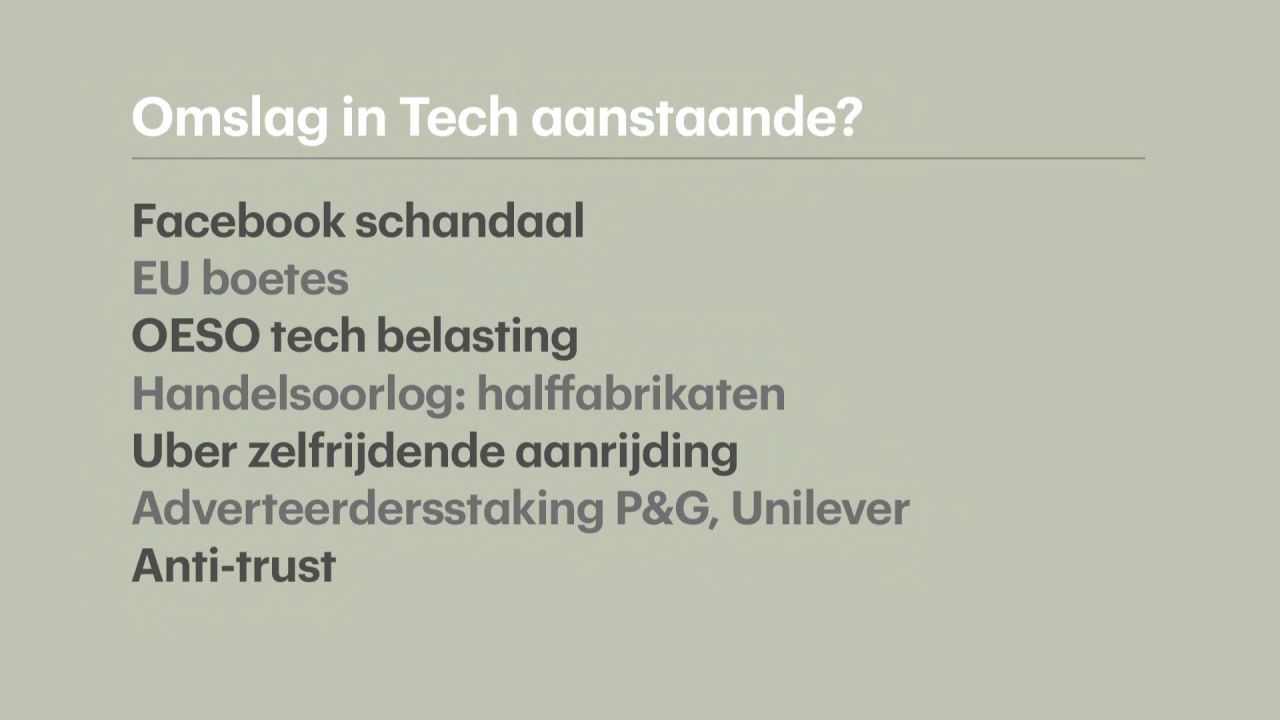 Omslag in Tech aanstaande?
Facebook schandaal
EU boetes
OESO tech belasting
Handelsoorlog: halffabrikaten
Uber zelfrijdende aanrijding
Adverteerdersstaking P&G, Unilever
Anti-trust